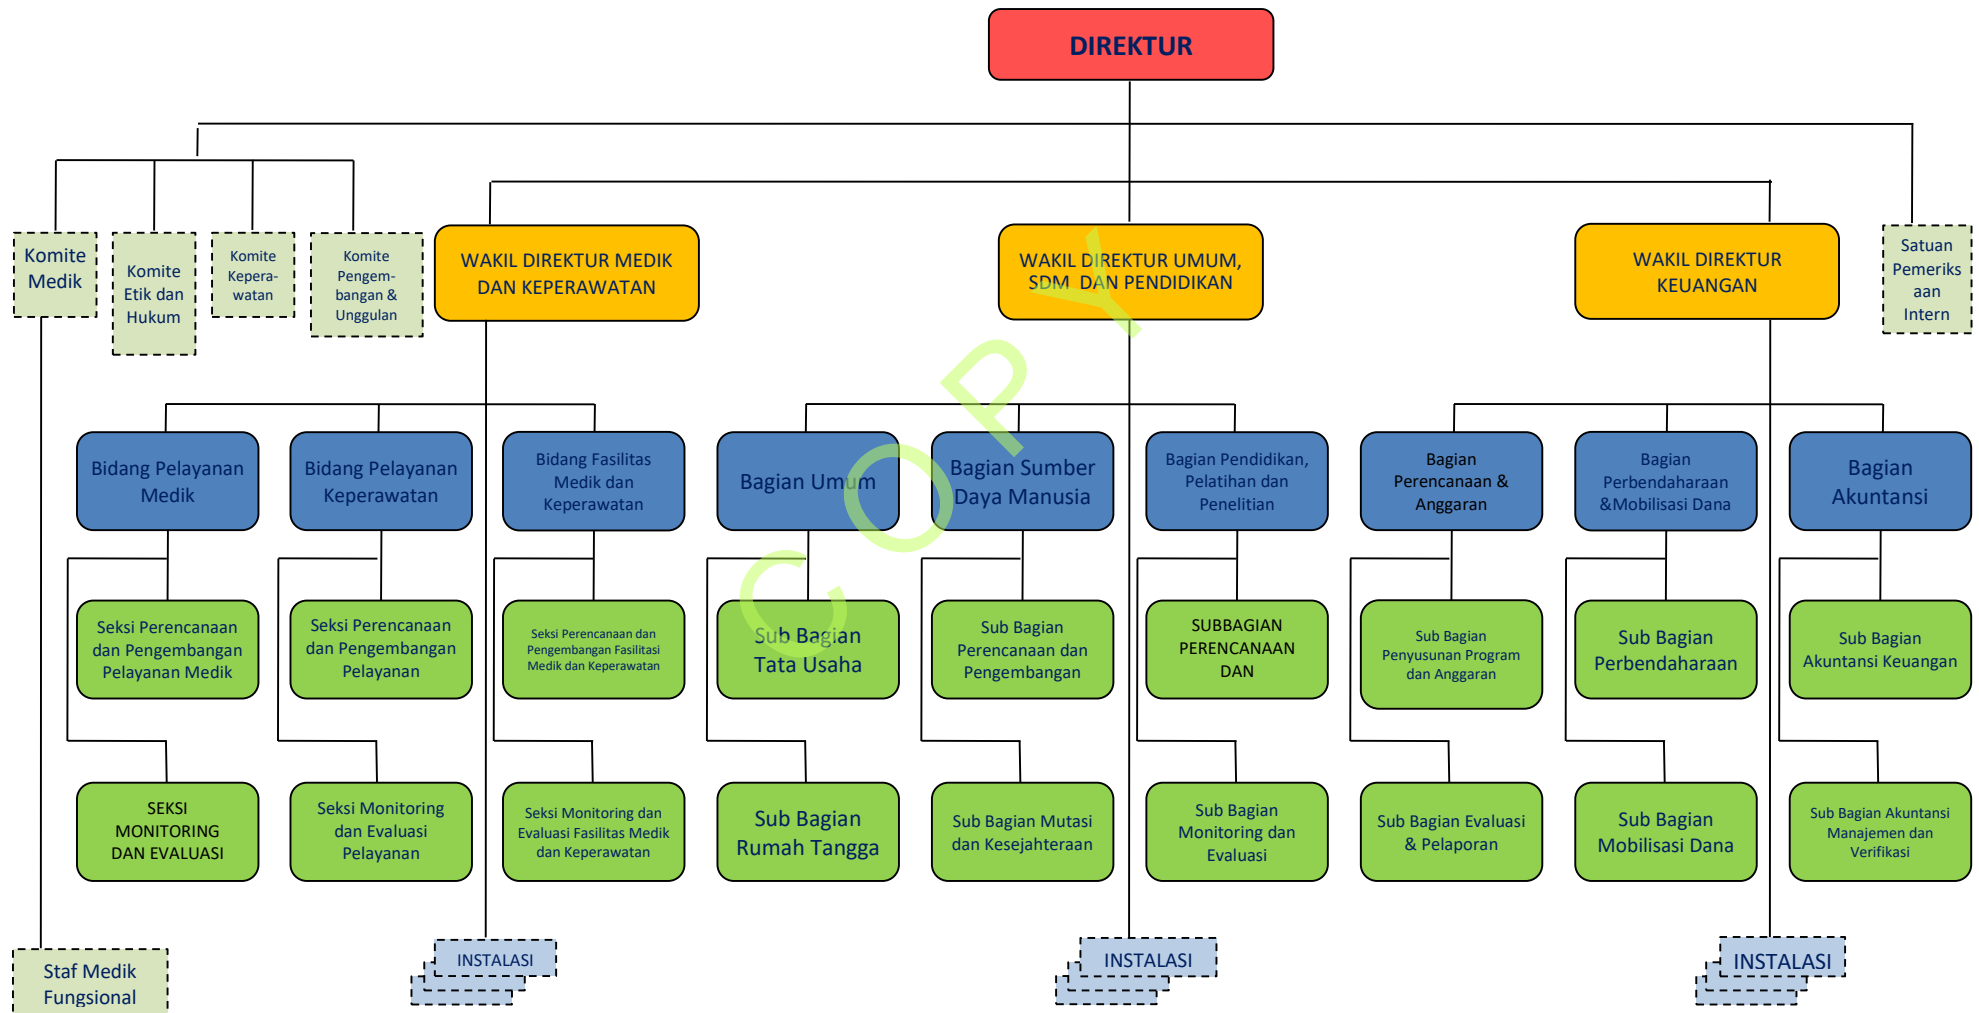 DIREKTUR
Komite
Medik
Komite
Etik dan
Hukum
Komite
Kepera-
watan
Komite
Pengem-
bangan &
Unggulan
WAKIL DIREKTUR MEDIK
DAN KEPERAWATAN
WAKIL DIREKTUR UMUM,
SDM  DAN PENDIDIKAN
WAKIL DIREKTUR
KEUANGAN
Satuan
Pemeriks
aan
Intern
Bidang Pelayanan
Medik
Bidang Pelayanan
Keperawatan
Bidang Fasilitas
Medik dan
Keperawatan
Bagian Umum
Bagian Sumber
Daya Manusia
Bagian Pendidikan,
Pelatihan dan
Penelitian
Bagian
Perencanaan &
Anggaran
Bagian
Perbendaharaan
&Mobilisasi Dana
Bagian
Akuntansi
Seksi Perencanaan
dan Pengembangan
Pelayanan Medik
Seksi Perencanaan
dan Pengembangan
Pelayanan
Seksi Perencanaan dan
Pengembangan Fasilitasi
Medik dan Keperawatan
Sub Bagian
Tata Usaha
Sub Bagian
Perencanaan dan
Pengembangan
SUBBAGIAN
PERENCANAAN
DAN
Sub Bagian
Penyusunan Program
dan Anggaran
Sub Bagian
Perbendaharaan
Sub Bagian
Akuntansi Keuangan
SEKSI
MONITORING
DAN EVALUASI
Seksi Monitoring
dan Evaluasi
Pelayanan
Seksi Monitoring dan
Evaluasi Fasilitas Medik
dan Keperawatan
Sub Bagian
Rumah Tangga
Sub Bagian Mutasi
dan Kesejahteraan
Sub Bagian
Monitoring dan
Evaluasi
Sub Bagian Evaluasi
& Pelaporan
Sub Bagian
Mobilisasi Dana
Sub Bagian Akuntansi
Manajemen dan
Verifikasi
Staf Medik
Fungsional
INSTALASI
INSTALASI
INSTALASI
COPY